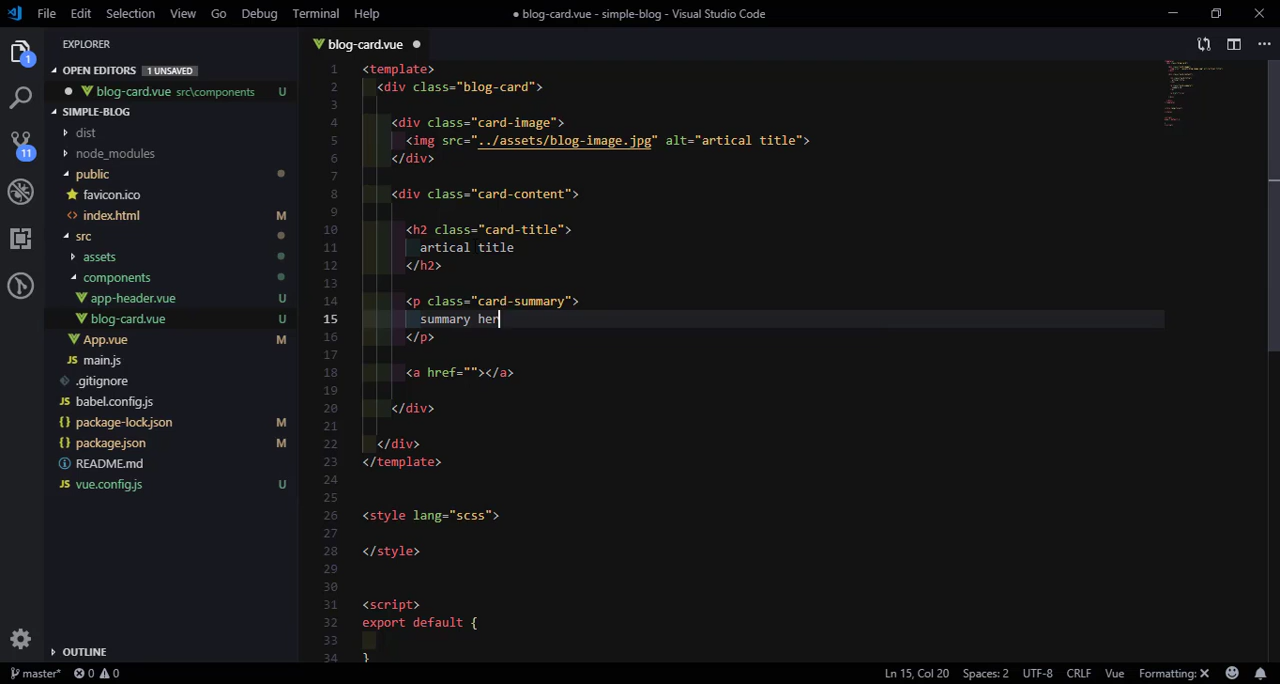 File Edit Selection View Go Debug Terminal Help
● blog-card.vue - simple-blog - Visual Studio Code
EXPLORER
OPEN EDITORS 1 UNSAVED
blog-card.vue src\components U
SIMPLE-BLOG
dist
node_modules
public
favicon.ico
index.html M
src
assets
components
app-header.vue U
blog-card.vue U
App.vue M
JS main.js
.gitignore
JS babel.config.js
{} package-lock.json M
{} package.json M
README.md
JS vue.config.js U
OUTLINE
1
11
blog-card.vue ●
1 <template>
2 <div class="blog-card">
3
4 <div class="card-image">
5 <img src="../assets/blog-image.jpg" alt="artical title">
6 </div>
7
8 <div class="card-content">
9
10 <h2 class="card-title">
11 artical title
12 </h2>
13
14 <p class="card-summary">
15 summary her
16 </p>
17
18 <a href=""></a>
19
20 </div>
21
22 </div>
23 </template>
24
25
26 <style lang="scss">
27
28 </style>
29
30
31 <script>
32 export default {
33
34 }
master* 0 0
Ln 15, Col 20 Spaces: 2 UTF-8 CRLF Vue Formatting: ✕